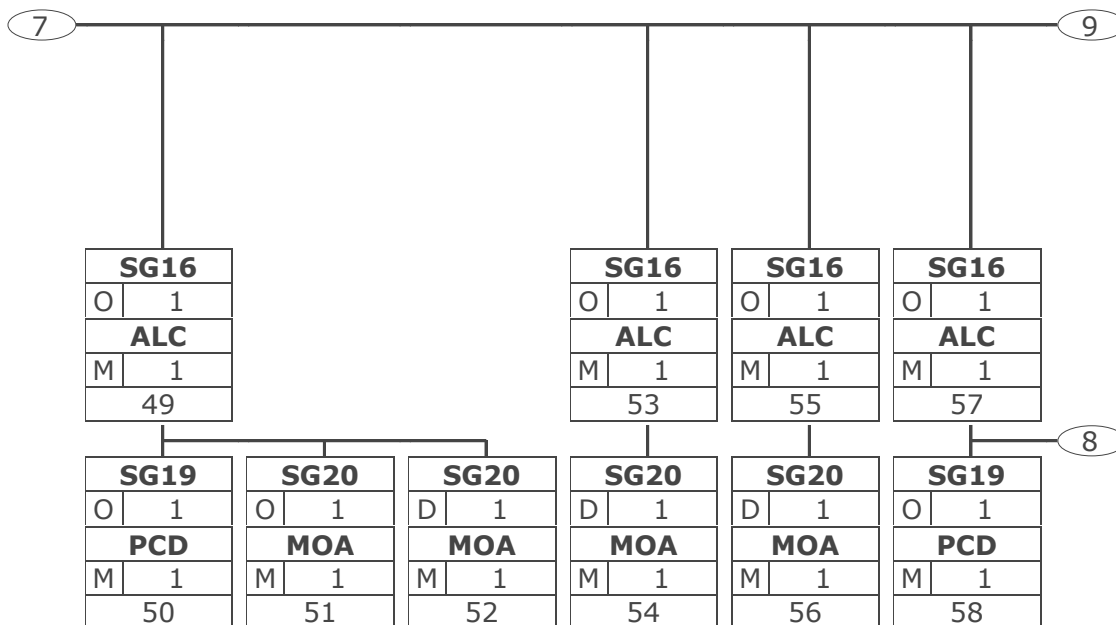 7 9
SG16 SG16 SG16 SG16
O 1 O 1 O 1 O 1
ALC ALC ALC ALC
M 1 M 1 M 1 M 1
49 53 55 57
8
SG19 SG20 SG20 SG20 SG20 SG19
O 1 O 1 D 1 D 1 D 1 O 1
PCD MOA MOA MOA MOA PCD
M 1 M 1 M 1 M 1 M 1 M 1
50 51 52 54 56 58